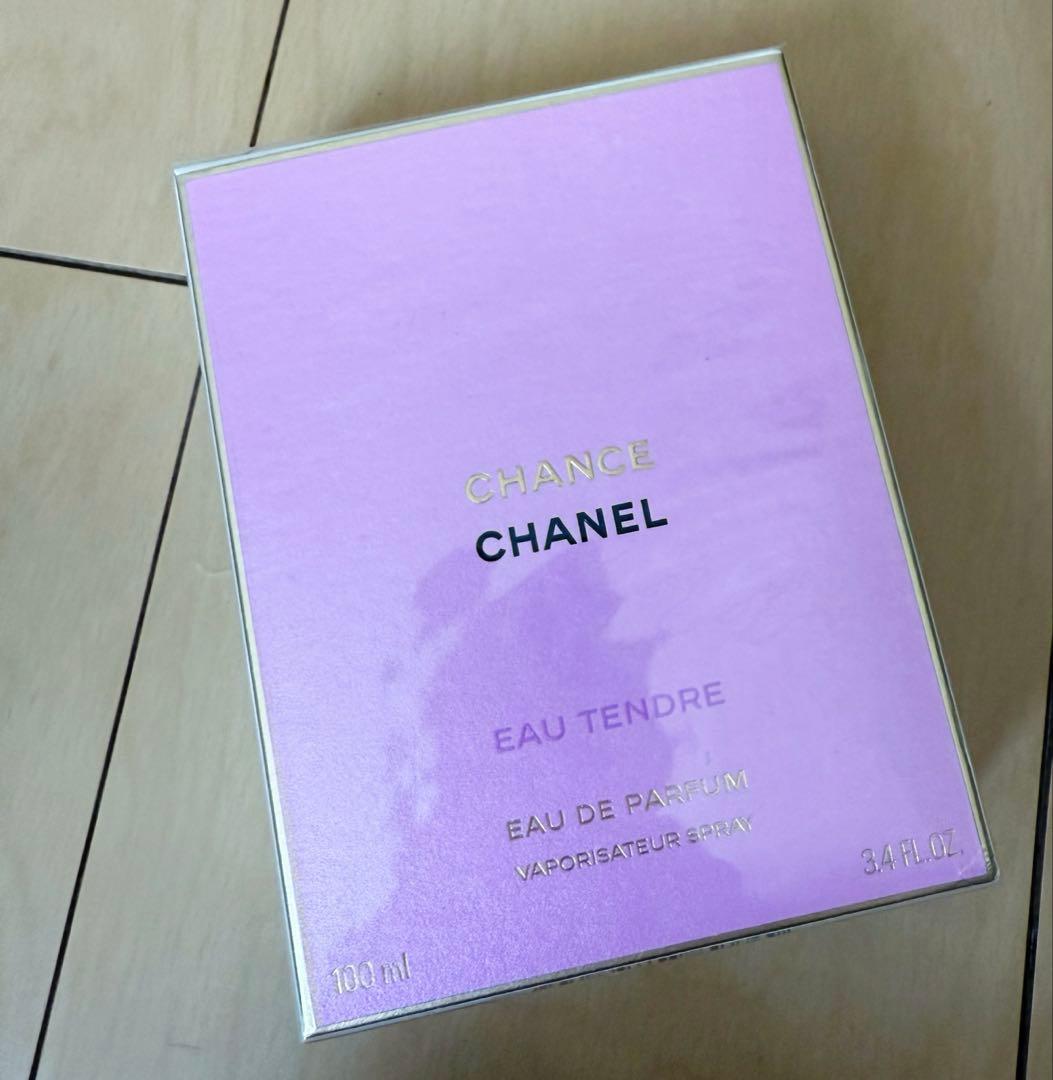 CHANCE
CHANEL
EAU TENDRE
EAU DE PARFUM
VAPORISATEUR SPRAY
3.4 FL.OZ.
100 ml